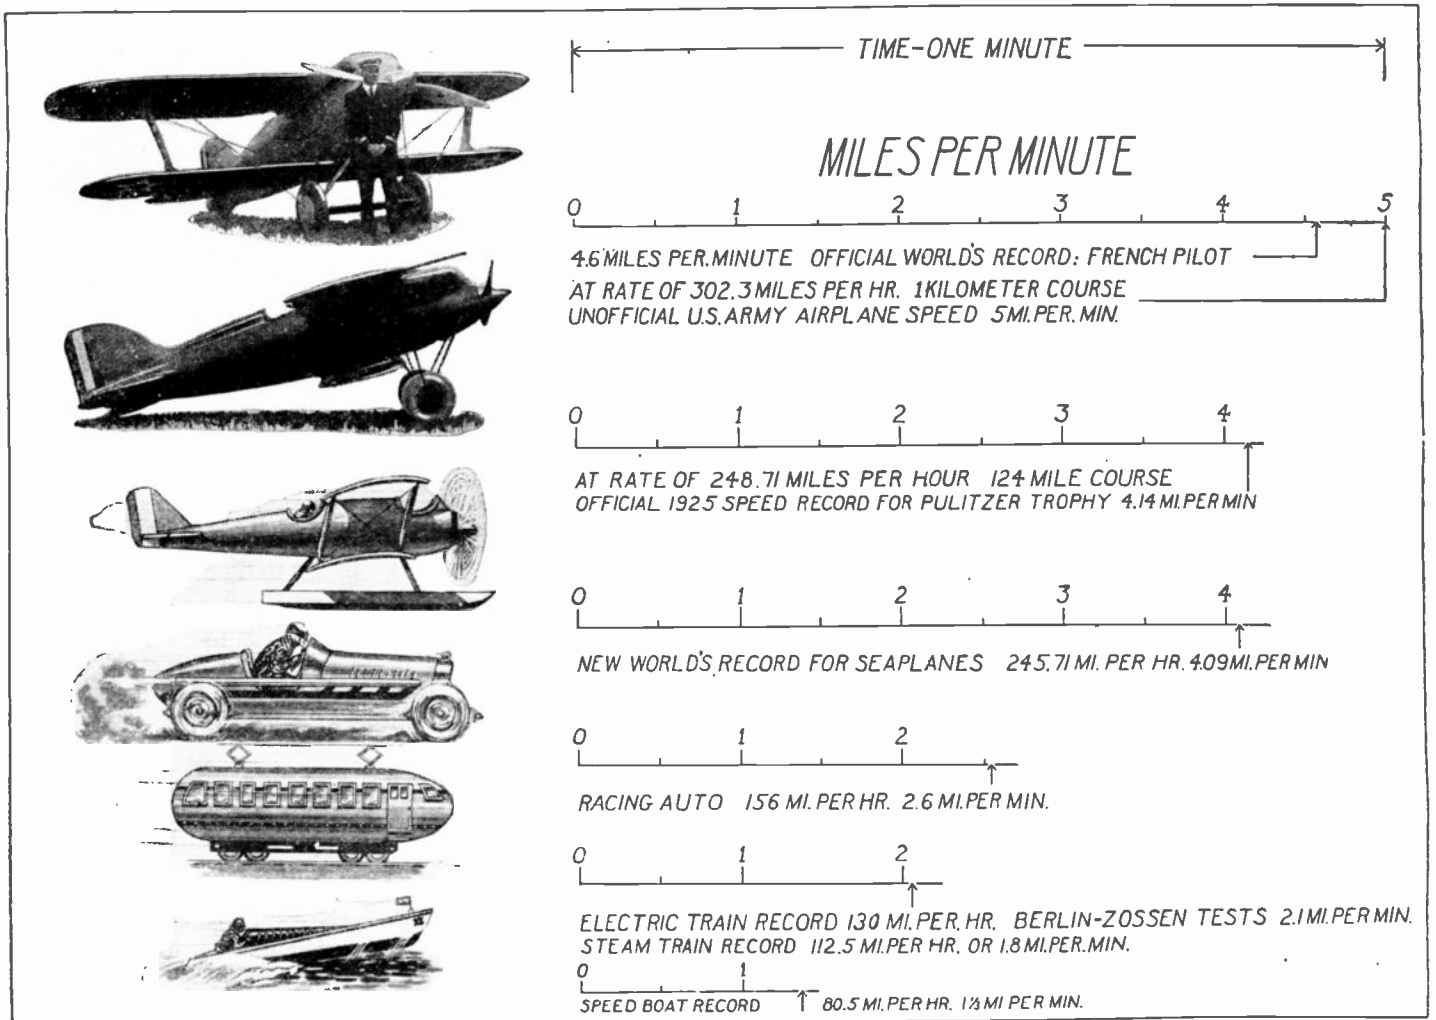 TIME-ONE MINUTE
MILES PER MINUTE
0 1 2 3 4 5
4.6 MILES PER.MINUTE OFFICIAL WORLD'S RECORD: FRENCH PILOT
AT RATE OF 302.3 MILES PER HR. 1 KILOMETER COURSE
UNOFFICIAL U.S. ARMY AIRPLANE SPEED 5 MI. PER. MIN.
0 1 2 3 4
AT RATE OF 248.71 MILES PER HOUR 124 MILE COURSE
OFFICIAL 1925 SPEED RECORD FOR PULITZER TROPHY 4.14 MI. PER MIN
0 1 2 3 4
NEW WORLD'S RECORD FOR SEAPLANES 245.71 MI. PER HR. 4.09 MI. PER MIN
0 1 2
RACING AUTO 156 MI. PER HR. 2.6 MI. PER MIN.
0 1 2
ELECTRIC TRAIN RECORD 130 MI. PER. HR. BERLIN-ZOSSEN TESTS 2.1 MI. PER MIN.
STEAM TRAIN RECORD 112.5 MI. PER HR. OR 1.8 MI. PER. MIN.
0 1
SPEED BOAT RECORD 80.5 MI. PER HR. 1⅓ MI PER MIN.